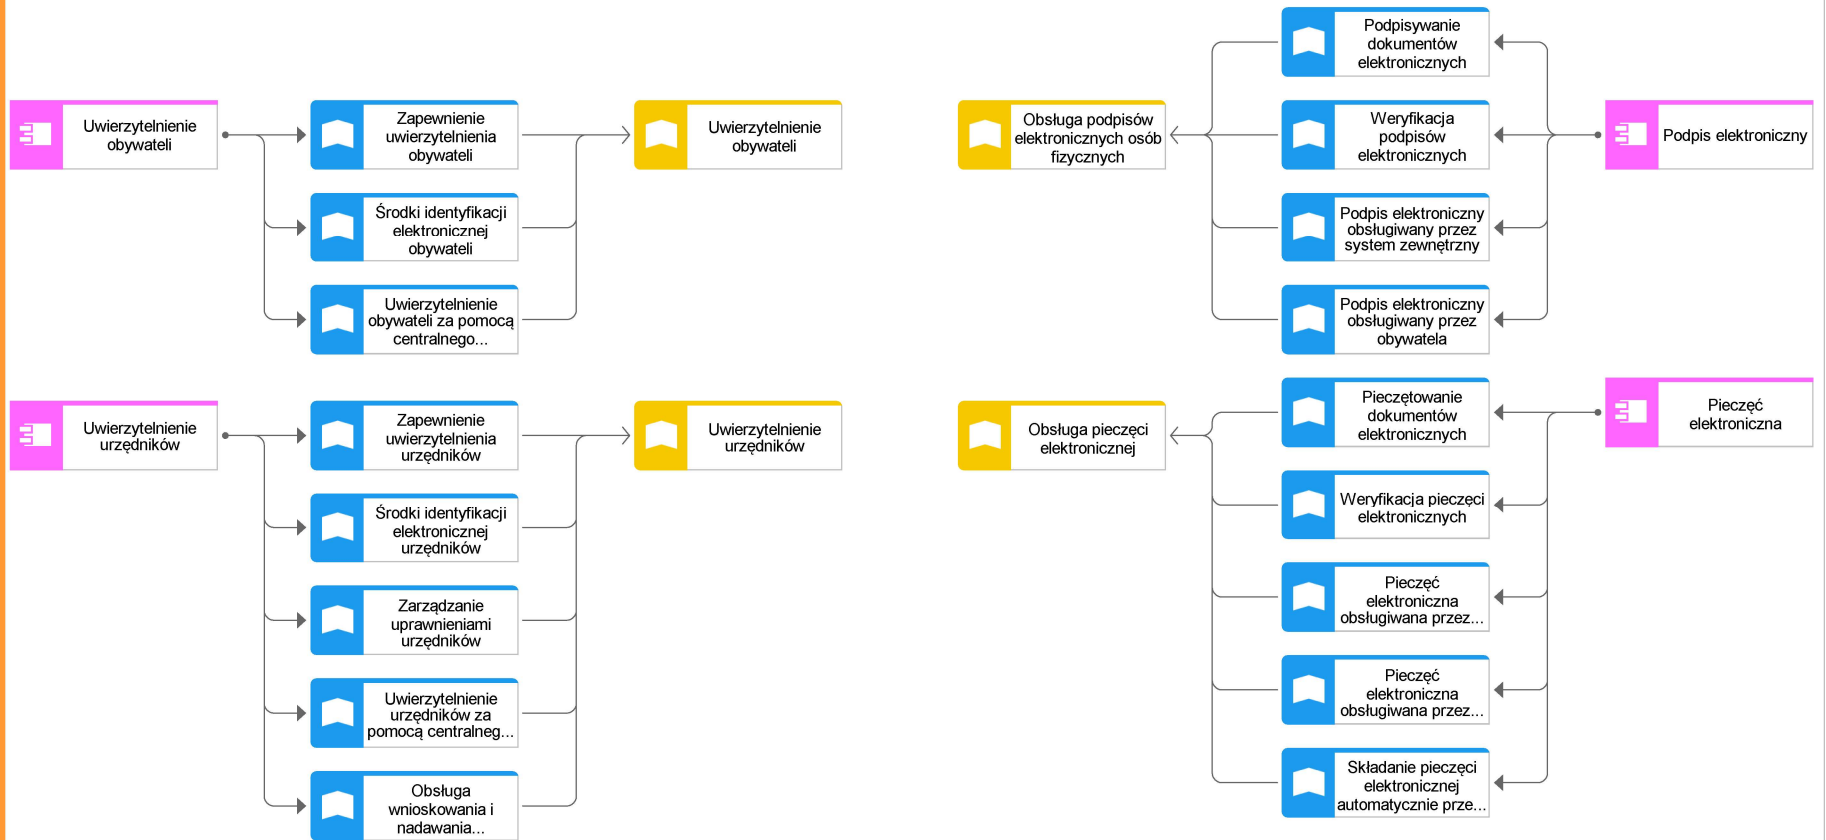 Uwierzytelnienie
obywateli
Zapewnienie
uwierzytelnienia
obywateli
Środki identyfikacji
elektronicznej
obywateli
Uwierzytelnienie
obywateli za pomocą
centralnego...
Uwierzytelnienie
obywateli
Uwierzytelnienie
urzędników
Zapewnienie
uwierzytelnienia
urzędników
Środki identyfikacji
elektronicznej
urzędników
Zarządzanie
uprawnieniami
urzędników
Uwierzytelnienie
urzędników za
pomocą centralneg...
Obsługa
wnioskowania i
nadawania...
Uwierzytelnienie
urzędników
Obsługa podpisów
elektronicznych osób
fizycznych
Podpisywanie
dokumentów
elektronicznych
Weryfikacja
podpisów
elektronicznych
Podpis elektroniczny
obsługiwany przez
system zewnętrzny
Podpis elektroniczny
obsługiwany przez
obywatela
Podpis elektroniczny
Obsługa pieczęci
elektronicznej
Pieczętowanie
dokumentów
elektronicznych
Weryfikacja pieczęci
elektronicznych
Pieczęć
elektroniczna
obsługiwana przez...
Pieczęć
elektroniczna
obsługiwana przez...
Składanie pieczęci
elektronicznej
automatycznie prze...
Pieczęć
elektroniczna